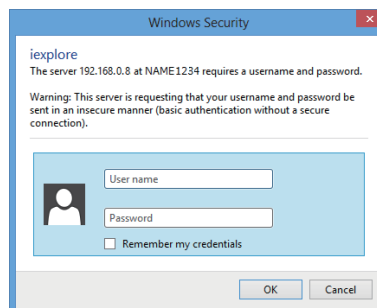 Windows Security
iexplore
The server 192.168.0.8 at NAME1234 requires a username and password.
Warning: This server is requesting that your username and password be
sent in an insecure manner (basic authentication without a secure
connection).
User name
Password
Remember my credentials
OK Cancel